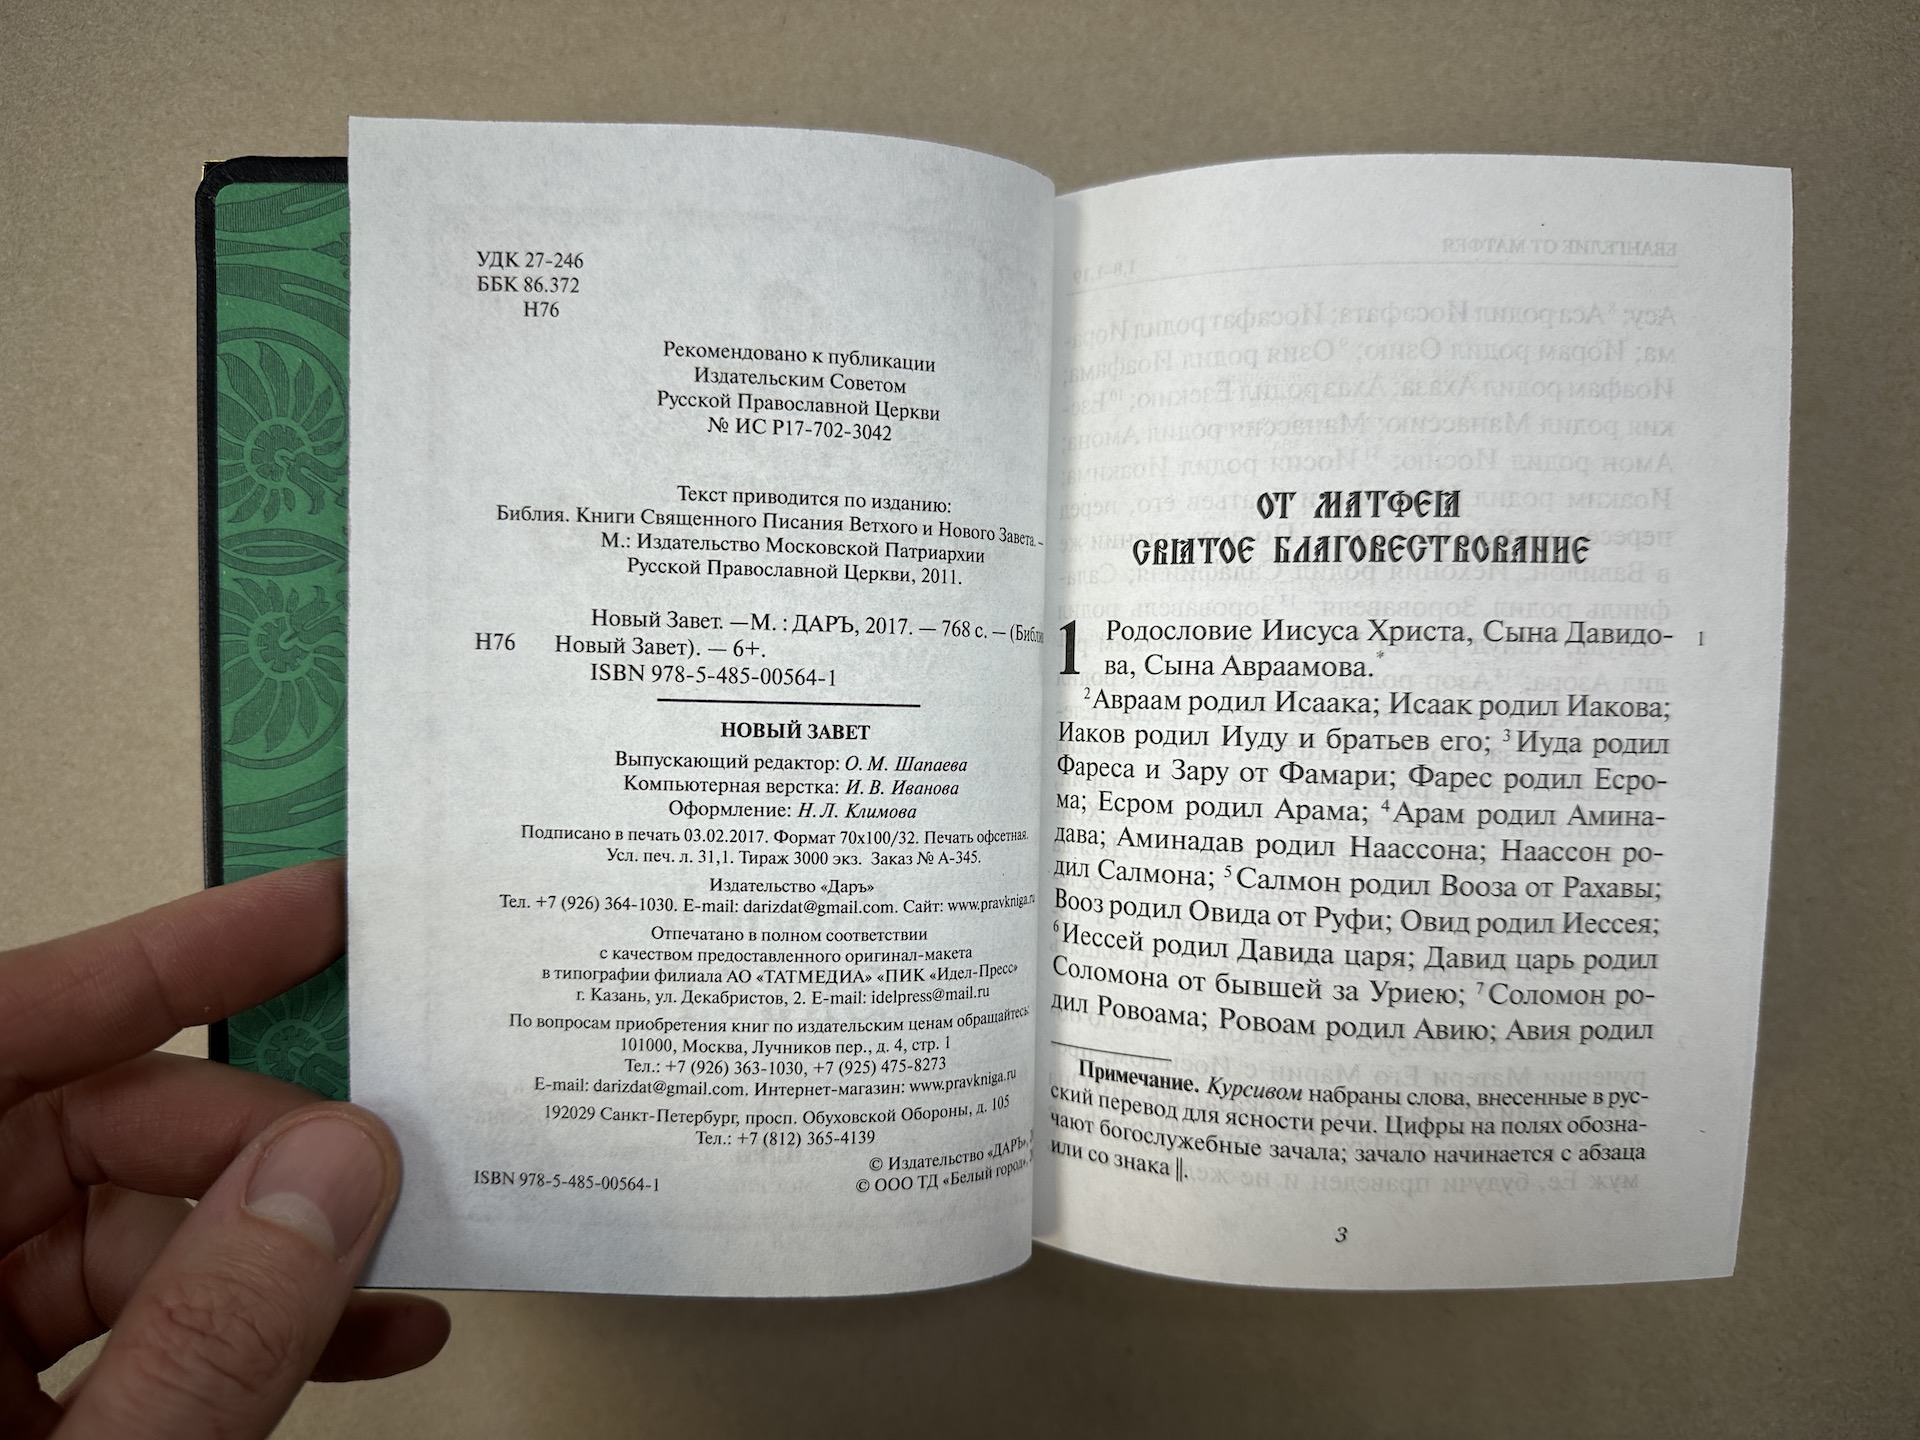 УДК 27-246
ББК 86.372
Н76
Рекомендовано к публикации
Издательским Советом
Русской Православной Церкви
№ ИС Р17-702-3042
Текст приводится по изданию:
Библия. Книги Священного Писания Ветхого и Нового Завета. –
М.: Издательство Московской Патриархии
Русской Православной Церкви, 2011.
Новый Завет. —М. : ДАРЪ, 2017. — 768 с. —
Н76 Новый Завет). — 6+.
ISBN 978-5-485-00564-1
НОВЫЙ ЗАВЕТ
Выпускающий редактор: О. М. Шапаева
Компьютерная верстка: И. В. Иванова
Оформление: Н. Л. Климова
Подписано в печать 03.02.2017. Формат 70x100/32. Печать офсетная.
Усл. печ. л. 31,1. Тираж 3000 экз. Заказ № А-345.
Издательство «Даръ»
Тел. +7 (926) 364-1030. E-mail: darizdat@gmail.com. Сайт: www.pravkniga.ru
Отпечатано в полном соответствии
с качеством предоставленного оригинал-макета
в типографии филиала АО «ТАТМЕДИА» «ПИК «Идел-Пресс»
г. Казань, ул. Декабристов, 2. E-mail: idelpress@mail.ru
По вопросам приобретения книг по издательским ценам обращайтесь:
101000, Москва, Лучников пер., д. 4, стр. 1
Тел.: +7 (926) 363-1030, +7 (925) 475-8273
E-mail: darizdat@gmail.com. Интернет-магазин: www.pravkniga.ru
192029 Санкт-Петербург, просп. Обуховской Обороны, д. 105
Тел.: +7 (812) 365-4139
© Издательство «ДАРЪ»,
ISBN 978-5-485-00564-1 © ООО ТД «Белый город»,
ОТ МАТФЕЯ
СВЯТОЕ БЛАГОВЕСТВОВАНИЕ
1 Родословие Иисуса Христа, Сына Давидо- 1
ва, Сына Авраамова.*
2 Авраам родил Исаака; Исаак родил Иакова;
Иаков родил Иуду и братьев его; 3 Иуда родил
Фареса и Зару от Фамари; Фарес родил Есро-
ма; Есром родил Арама; 4 Арам родил Амина-
дава; Аминадав родил Наассона; Наассон ро-
дил Салмона; 5 Салмон родил Вооза от Рахавы;
Вооз родил Овида от Руфи; Овид родил Иессея;
6 Иессей родил Давида царя; Давид царь родил
Соломона от бывшей за Уриею; 7 Соломон ро-
дил Ровоама; Ровоам родил Авию; Авия родил
Примечание. Курсивом набраны слова, внесенные в рус-
ский перевод для ясности речи. Цифры на полях обозна-
чают богослужебные зачала; зачало начинается с абзаца
или со знака ||.
3